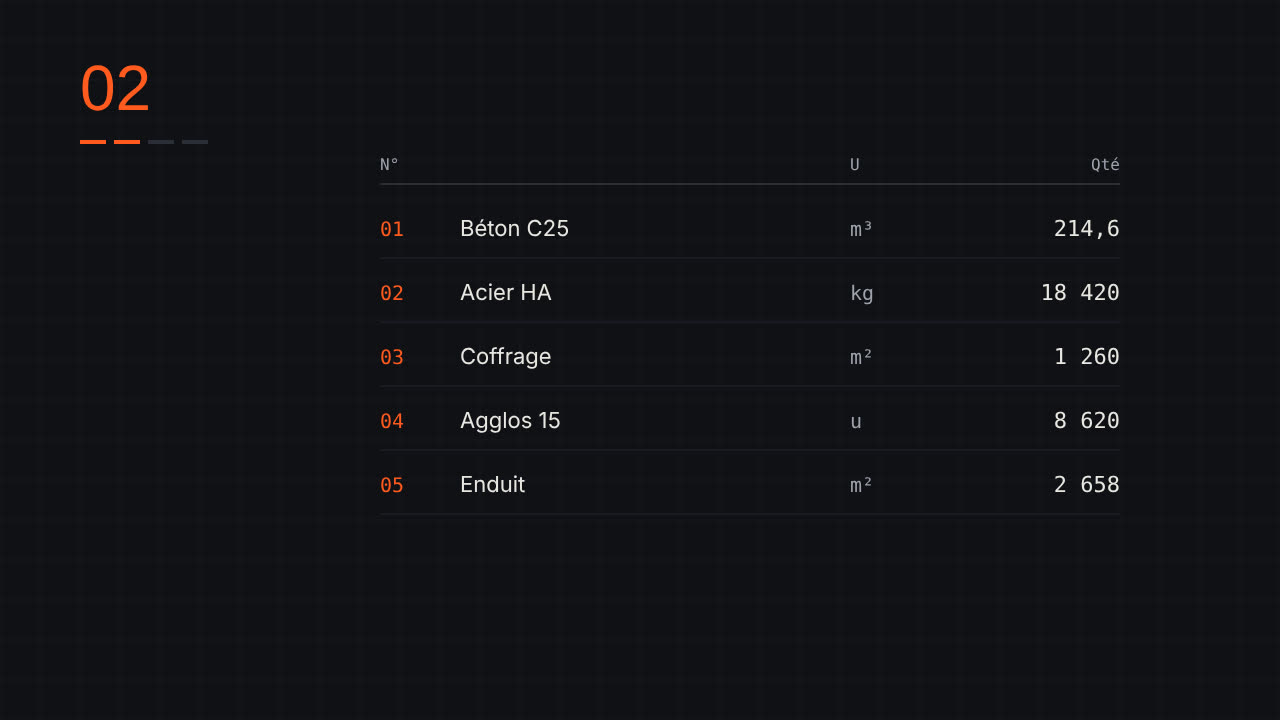 02
N° U Qté
01 Béton C25 m³ 214,6
02 Acier HA kg 18 420
03 Coffrage m² 1 260
04 Agglos 15 u 8 620
05 Enduit m² 2 658